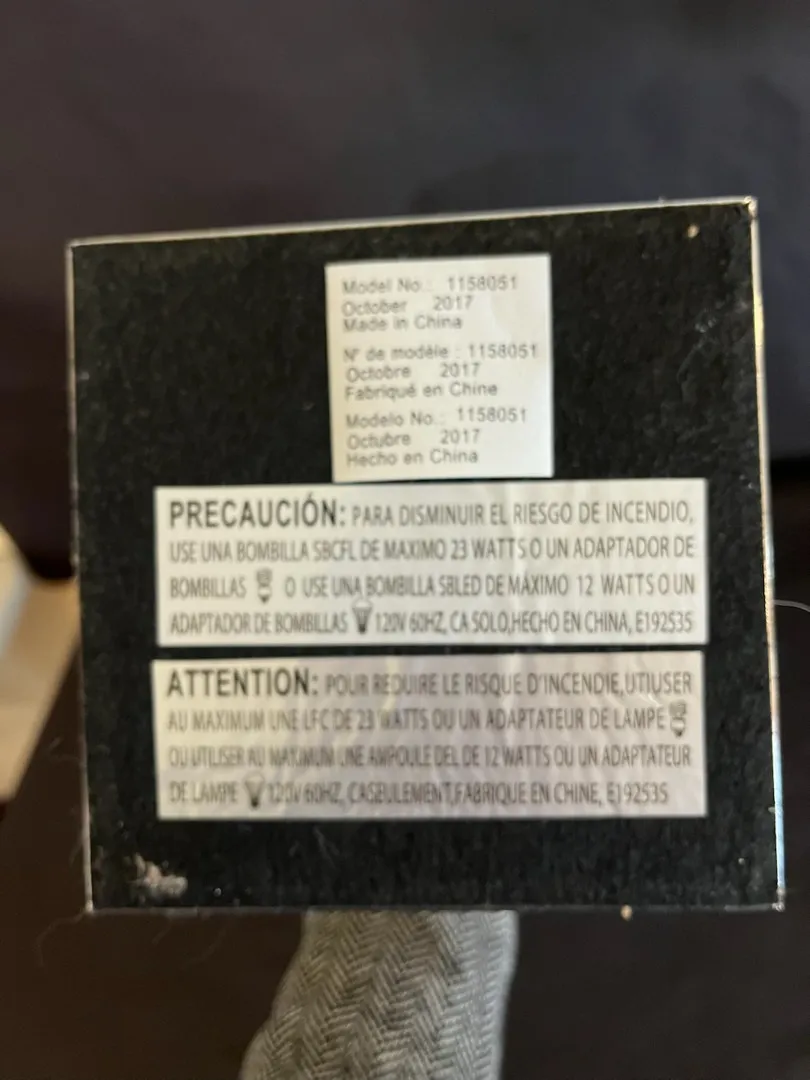 Model No.: 1158051
October 2017
Made in China
N° de modèle : 1158051
Octobre 2017
Fabriqué en Chine
Modelo No.: 1158051
Octubre 2017
Hecho en China
PRECAUCIÓN: PARA DISMINUIR EL RIESGO DE INCENDIO,
USE UNA BOMBILLA SBCFL DE MAXIMO 23 WATTS O UN ADAPTADOR DE
BOMBILLAS O USE UNA BOMBILLA SBLED DE MÁXIMO 12 WATTS O UN
ADAPTADOR DE BOMBILLAS 120V 60HZ, CA SOLO,HECHO EN CHINA, E192535
ATTENTION: POUR REDUIRE LE RISQUE D'INCENDIE,UTIUSER
AU MAXIMUM UNE LFC DE 23 WATTS OU UN ADAPTATEUR DE LAMPE
OU UTILISER AU MAXIMUM UNE AMPOULE DEL DE 12 WATTS OU UN ADAPTATEUR
DE LAMPE 120V 60HZ, CASEULEMENT,FABRIQUE EN CHINE, E192535